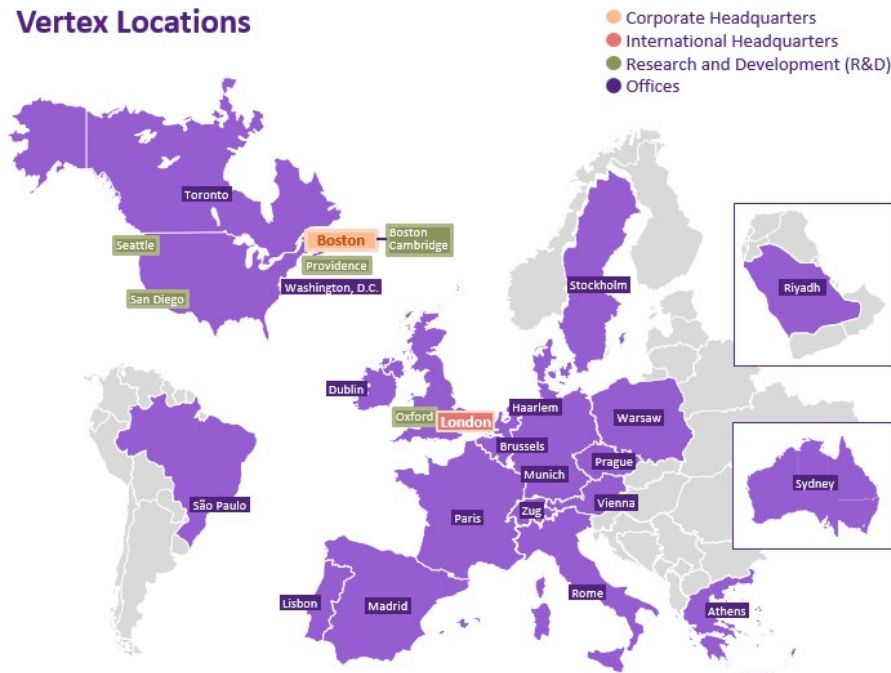 Vertex Locations
Corporate Headquarters
International Headquarters
Research and Development (R&D)
Offices
Toronto
Seattle
Boston
Boston
Cambridge
Providence
San Diego
Washington, D.C.
Stockholm
Riyadh
Dublin
Oxford
London
Haarlem
Warsaw
Brussels
Prague
Munich
Sydney
São Paulo
Paris
Zug
Vienna
Lisbon
Madrid
Rome
Athens